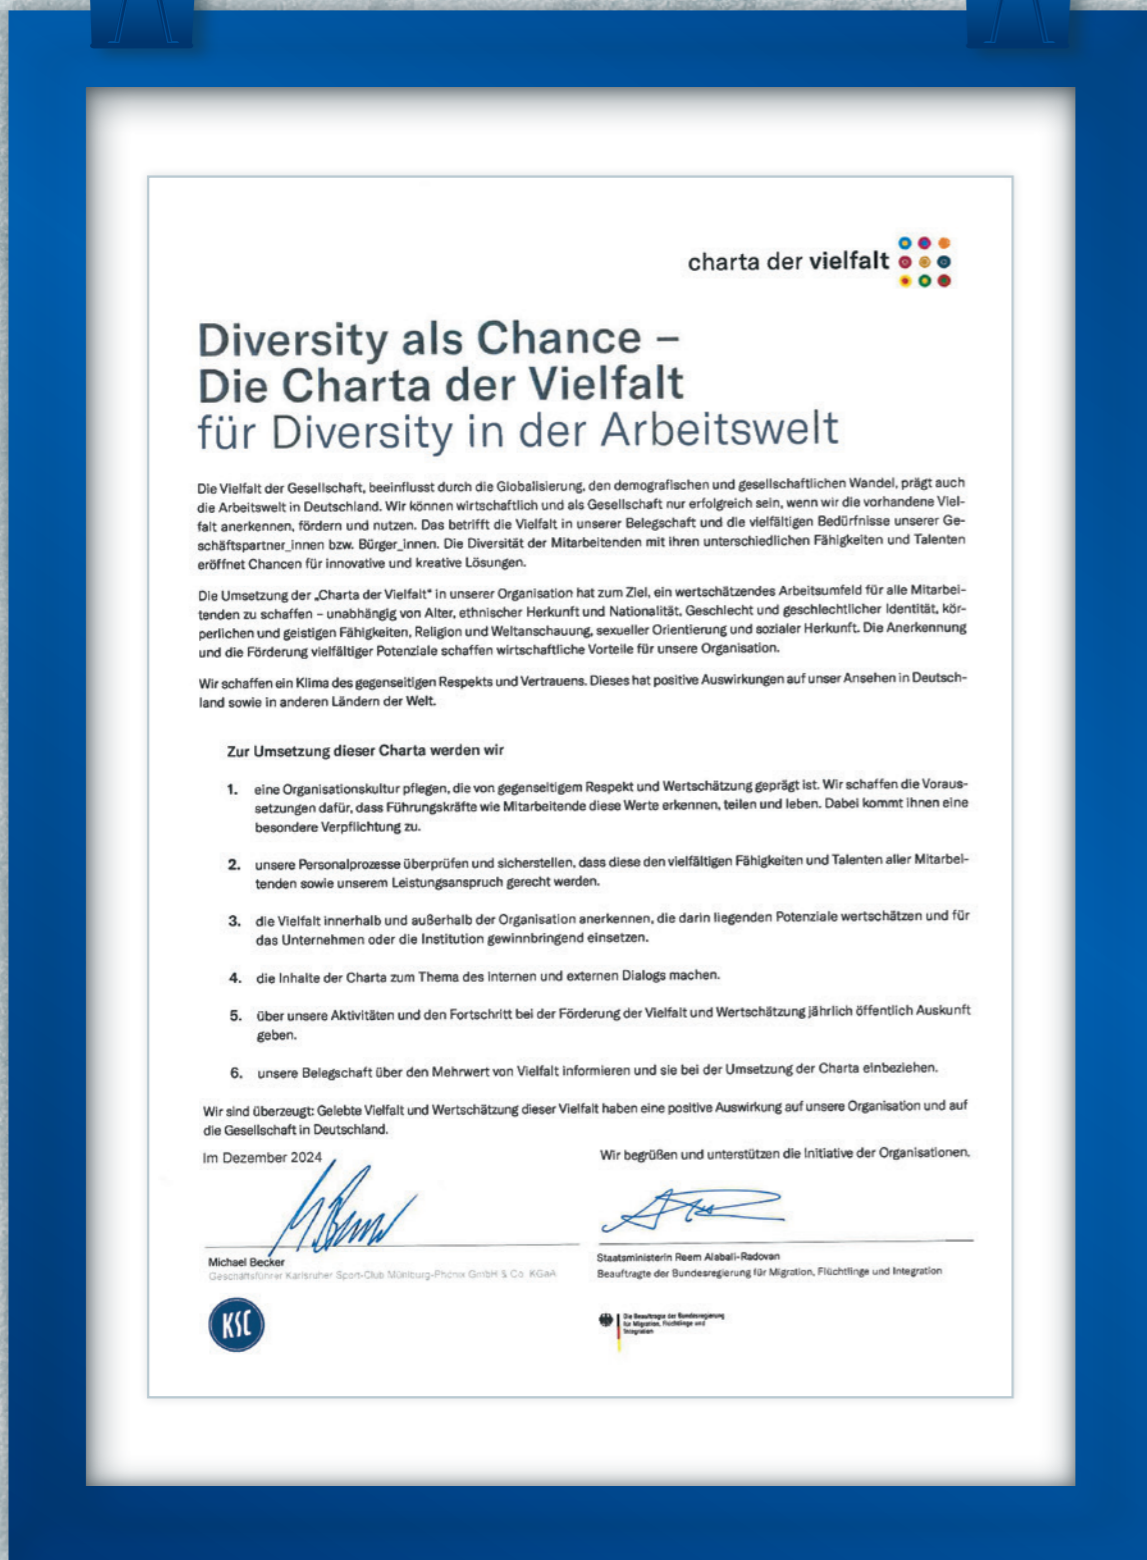 charta der vielfalt
Diversity als Chance –
Die Charta der Vielfalt
für Diversity in der Arbeitswelt
Die Vielfalt der Gesellschaft, beeinflusst durch die Globalisierung, den demografischen und gesellschaftlichen Wandel, prägt auch
die Arbeitswelt in Deutschland. Wir können wirtschaftlich und als Gesellschaft nur erfolgreich sein, wenn wir die vorhandene Viel-
falt anerkennen, fördern und nutzen. Das betrifft die Vielfalt in unserer Belegschaft und die vielfältigen Bedürfnisse unserer Ge-
schäftspartner_innen bzw. Bürger_innen. Die Diversität der Mitarbeitenden mit ihren unterschiedlichen Fähigkeiten und Talenten
eröffnet Chancen für innovative und kreative Lösungen.
Die Umsetzung der „Charta der Vielfalt" in unserer Organisation hat zum Ziel, ein wertschätzendes Arbeitsumfeld für alle Mitarbei-
tenden zu schaffen – unabhängig von Alter, ethnischer Herkunft und Nationalität, Geschlecht und geschlechtlicher Identität, kör-
perlichen und geistigen Fähigkeiten, Religion und Weltanschauung, sexueller Orientierung und sozialer Herkunft. Die Anerkennung
und die Förderung vielfältiger Potenziale schaffen wirtschaftliche Vorteile für unsere Organisation.
Wir schaffen ein Klima des gegenseitigen Respekts und Vertrauens. Dieses hat positive Auswirkungen auf unser Ansehen in Deutsch-
land sowie in anderen Ländern der Welt.
Zur Umsetzung dieser Charta werden wir
1. eine Organisationskultur pflegen, die von gegenseitigem Respekt und Wertschätzung geprägt ist. Wir schaffen die Voraus-
setzungen dafür, dass Führungskräfte wie Mitarbeitende diese Werte erkennen, teilen und leben. Dabei kommt ihnen eine
besondere Verpflichtung zu.
2. unsere Personalprozesse überprüfen und sicherstellen, dass diese den vielfältigen Fähigkeiten und Talenten aller Mitarbei-
tenden sowie unserem Leistungsanspruch gerecht werden.
3. die Vielfalt innerhalb und außerhalb der Organisation anerkennen, die darin liegenden Potenziale wertschätzen und für
das Unternehmen oder die Institution gewinnbringend einsetzen.
4. die Inhalte der Charta zum Thema des internen und externen Dialogs machen.
5. über unsere Aktivitäten und den Fortschritt bei der Förderung der Vielfalt und Wertschätzung jährlich öffentlich Auskunft
geben.
6. unsere Belegschaft über den Mehrwert von Vielfalt informieren und sie bei der Umsetzung der Charta einbeziehen.
Wir sind überzeugt: Gelebte Vielfalt und Wertschätzung dieser Vielfalt haben eine positive Auswirkung auf unsere Organisation und auf
die Gesellschaft in Deutschland.
Im Dezember 2024
Wir begrüßen und unterstützen die Initiative der Organisationen.
Michael Becker
Geschäftsführer Karlsruher Sport-Club Mühlburg-Phönix GmbH & Co. KGaA
Staatsministerin Reem Alabali-Radovan
Beauftragte der Bundesregierung für Migration, Flüchtlinge und Integration
KSC
Die Beauftragte der Bundesregierung
für Migration, Flüchtlinge und
Integration